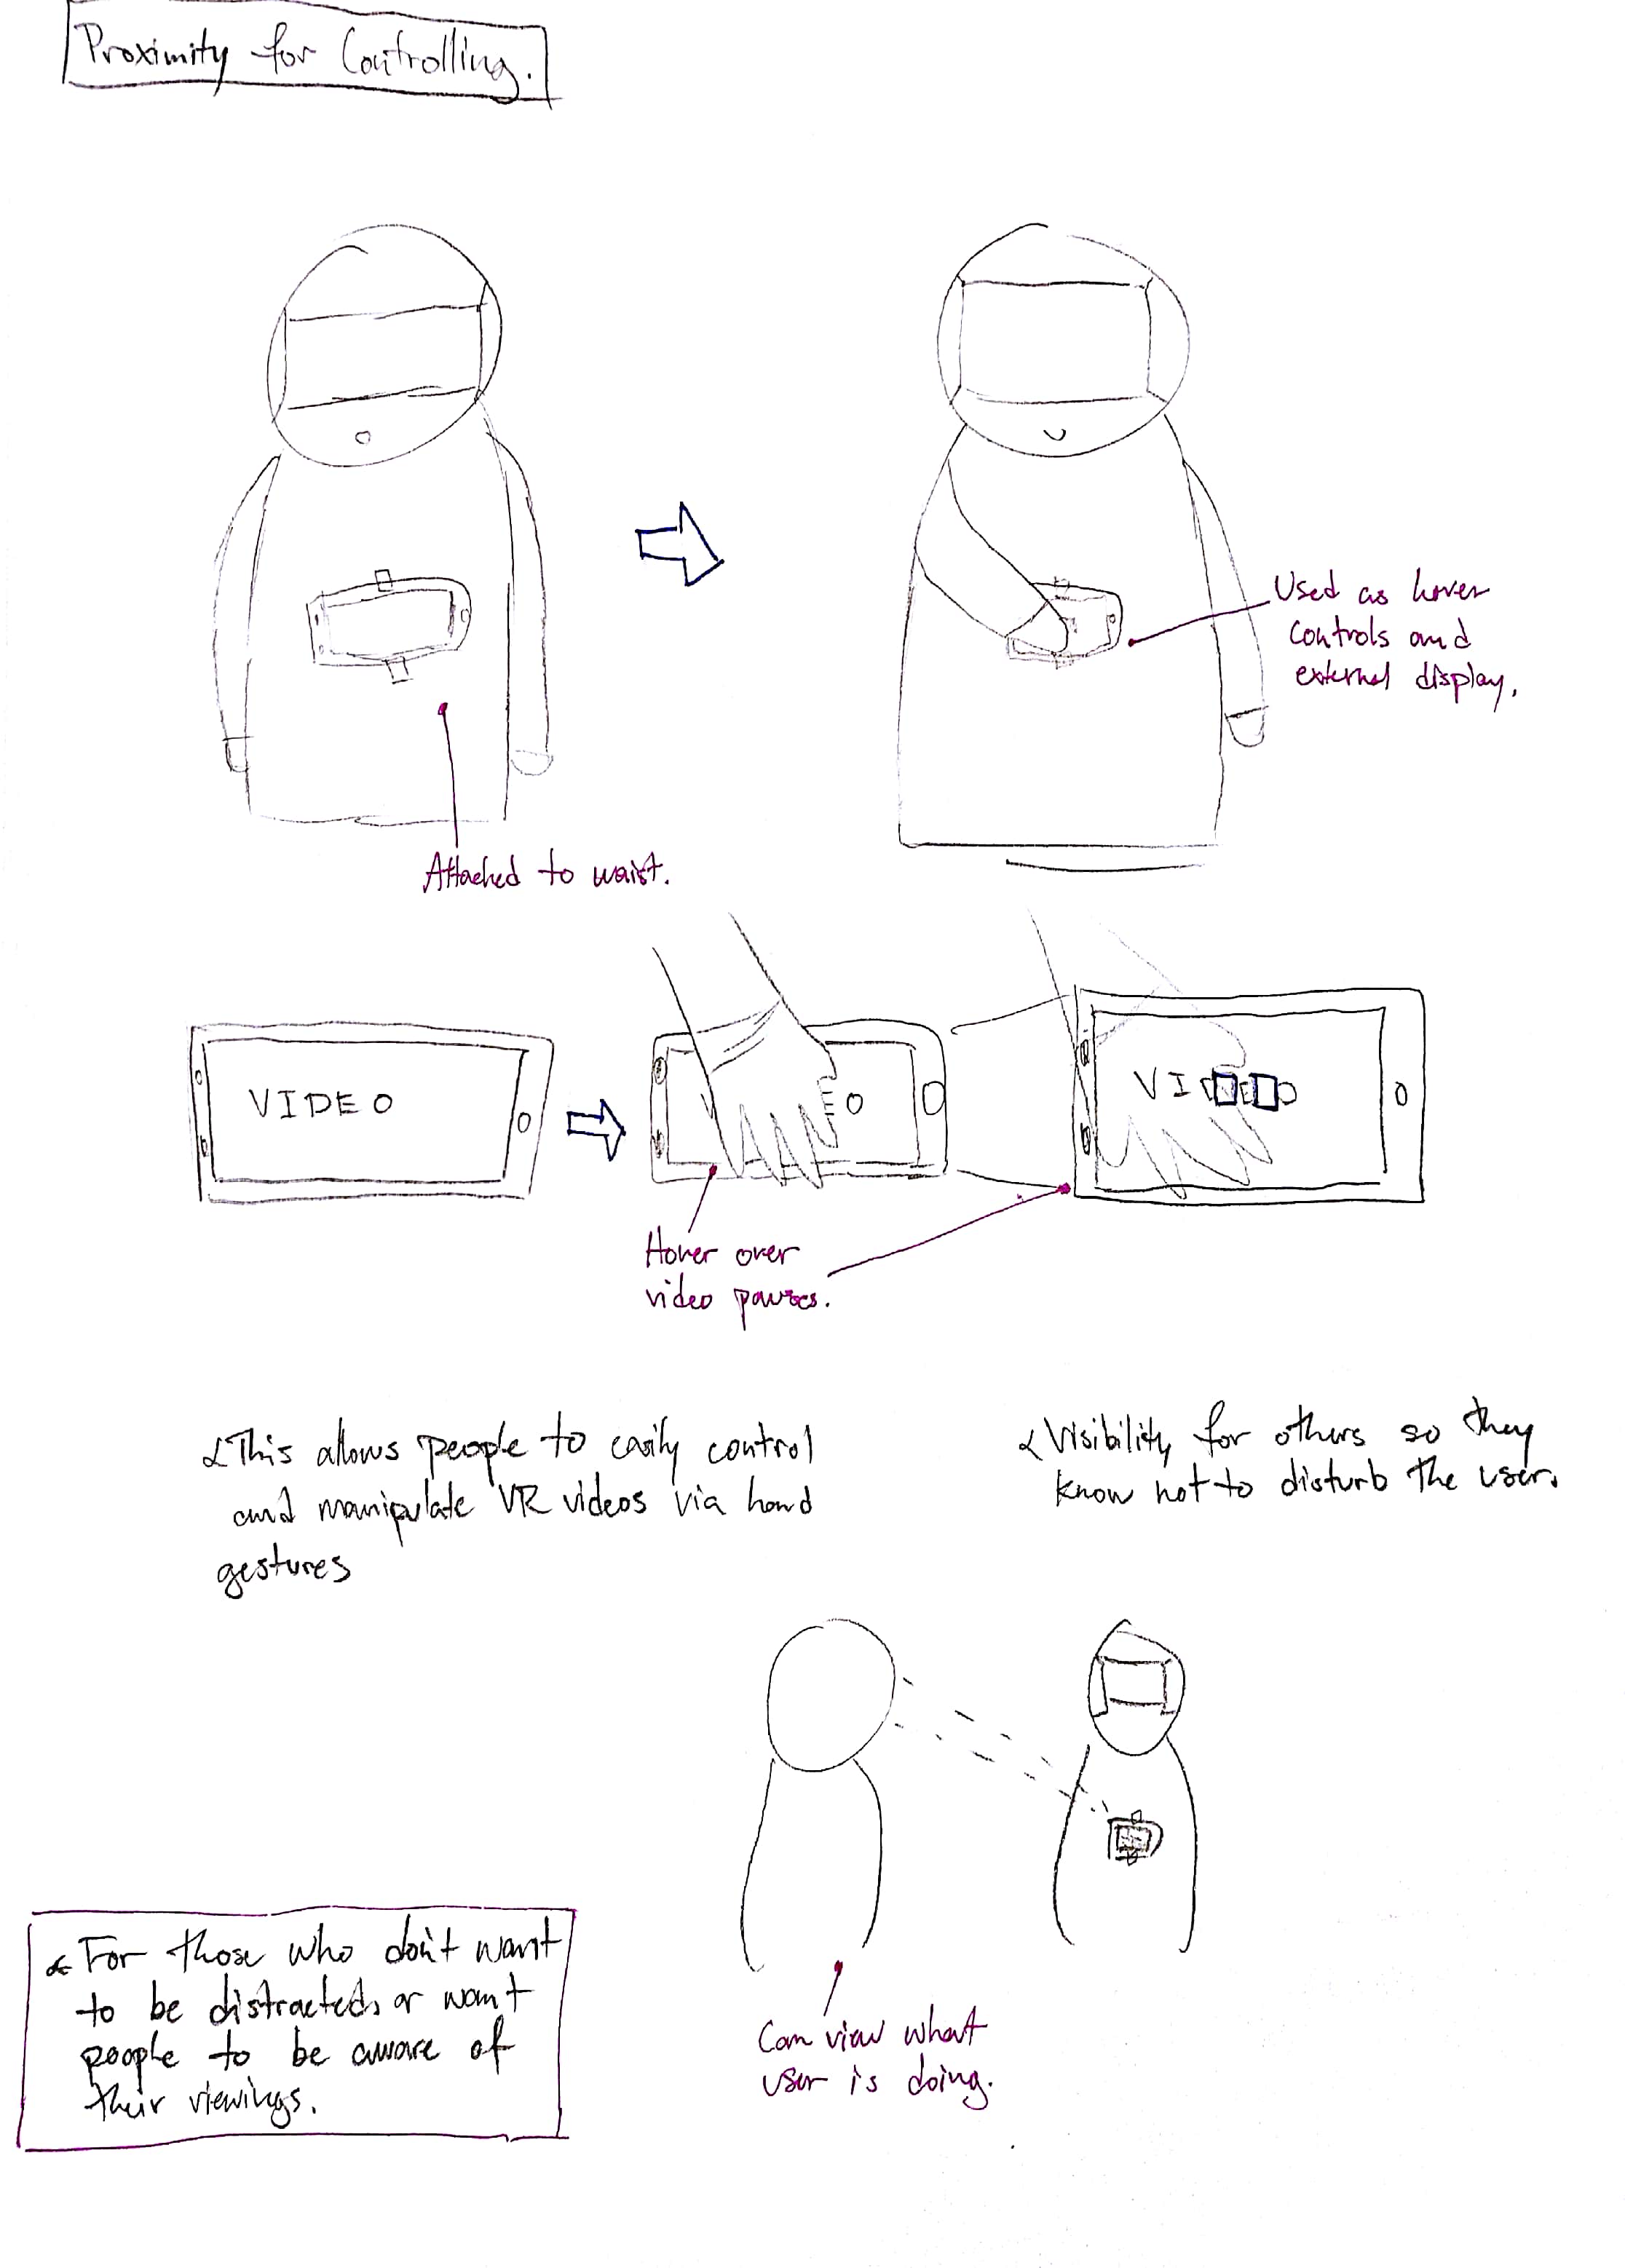 Proximity for Controlling.
Used as hover
controls and
external display.
Attached to waist.
VIDEO
EO
VI
Hover over
video pauses.
This allows people to easily control
and manipulate VR videos via hand
gestures
Visibility for others so they
know not to disturb the user.
For those who don't want
to be distracted, or want
people to be aware of
their viewings.
Can view what
user is doing.